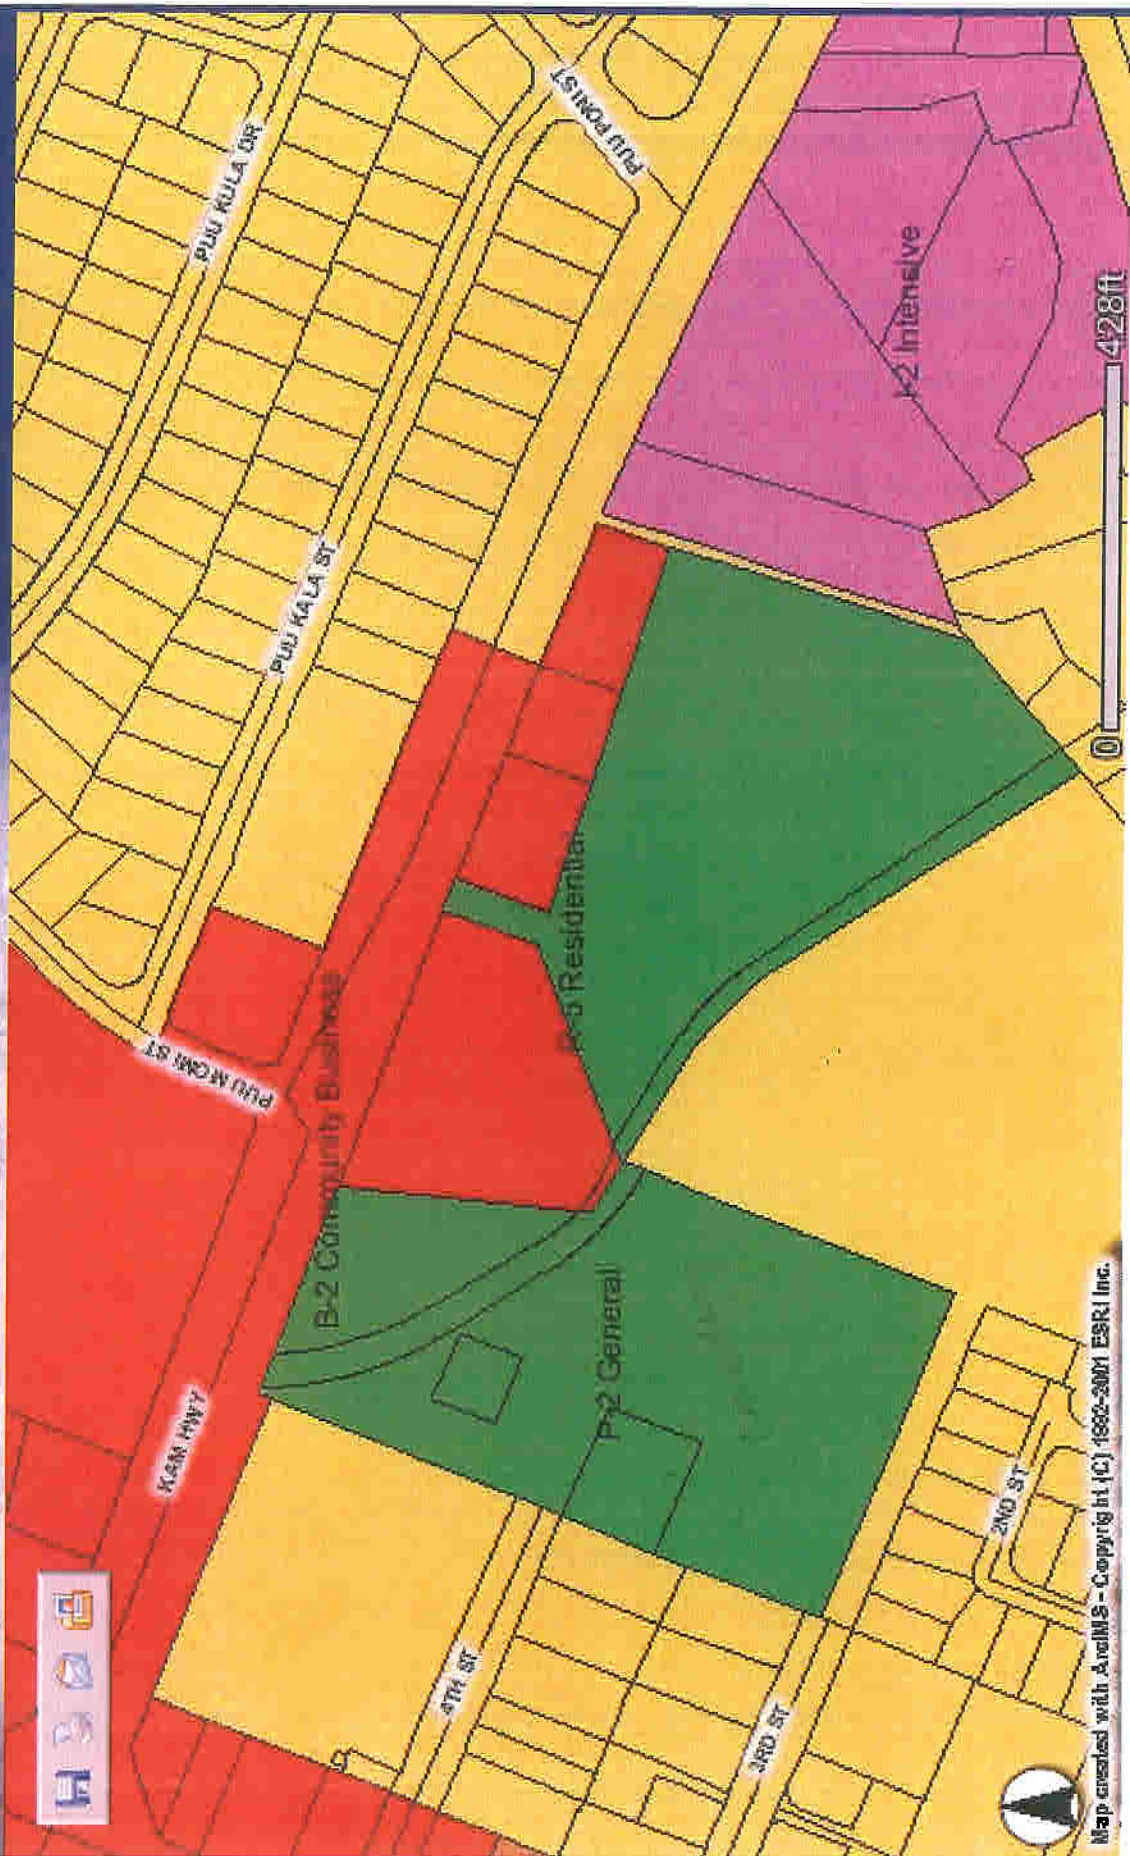 PUU KULA DR
PUU PONI ST
PUU KALA ST
PUU MOMI ST
I-2 Intensive
R-5 Residential
B-2 Community Business
KAM HWY
P-2 General
4TH ST
3RD ST
2ND ST
0
428ft
Map created with ArcIMS - Copyright (C) 1992-2001 ESRI Inc.